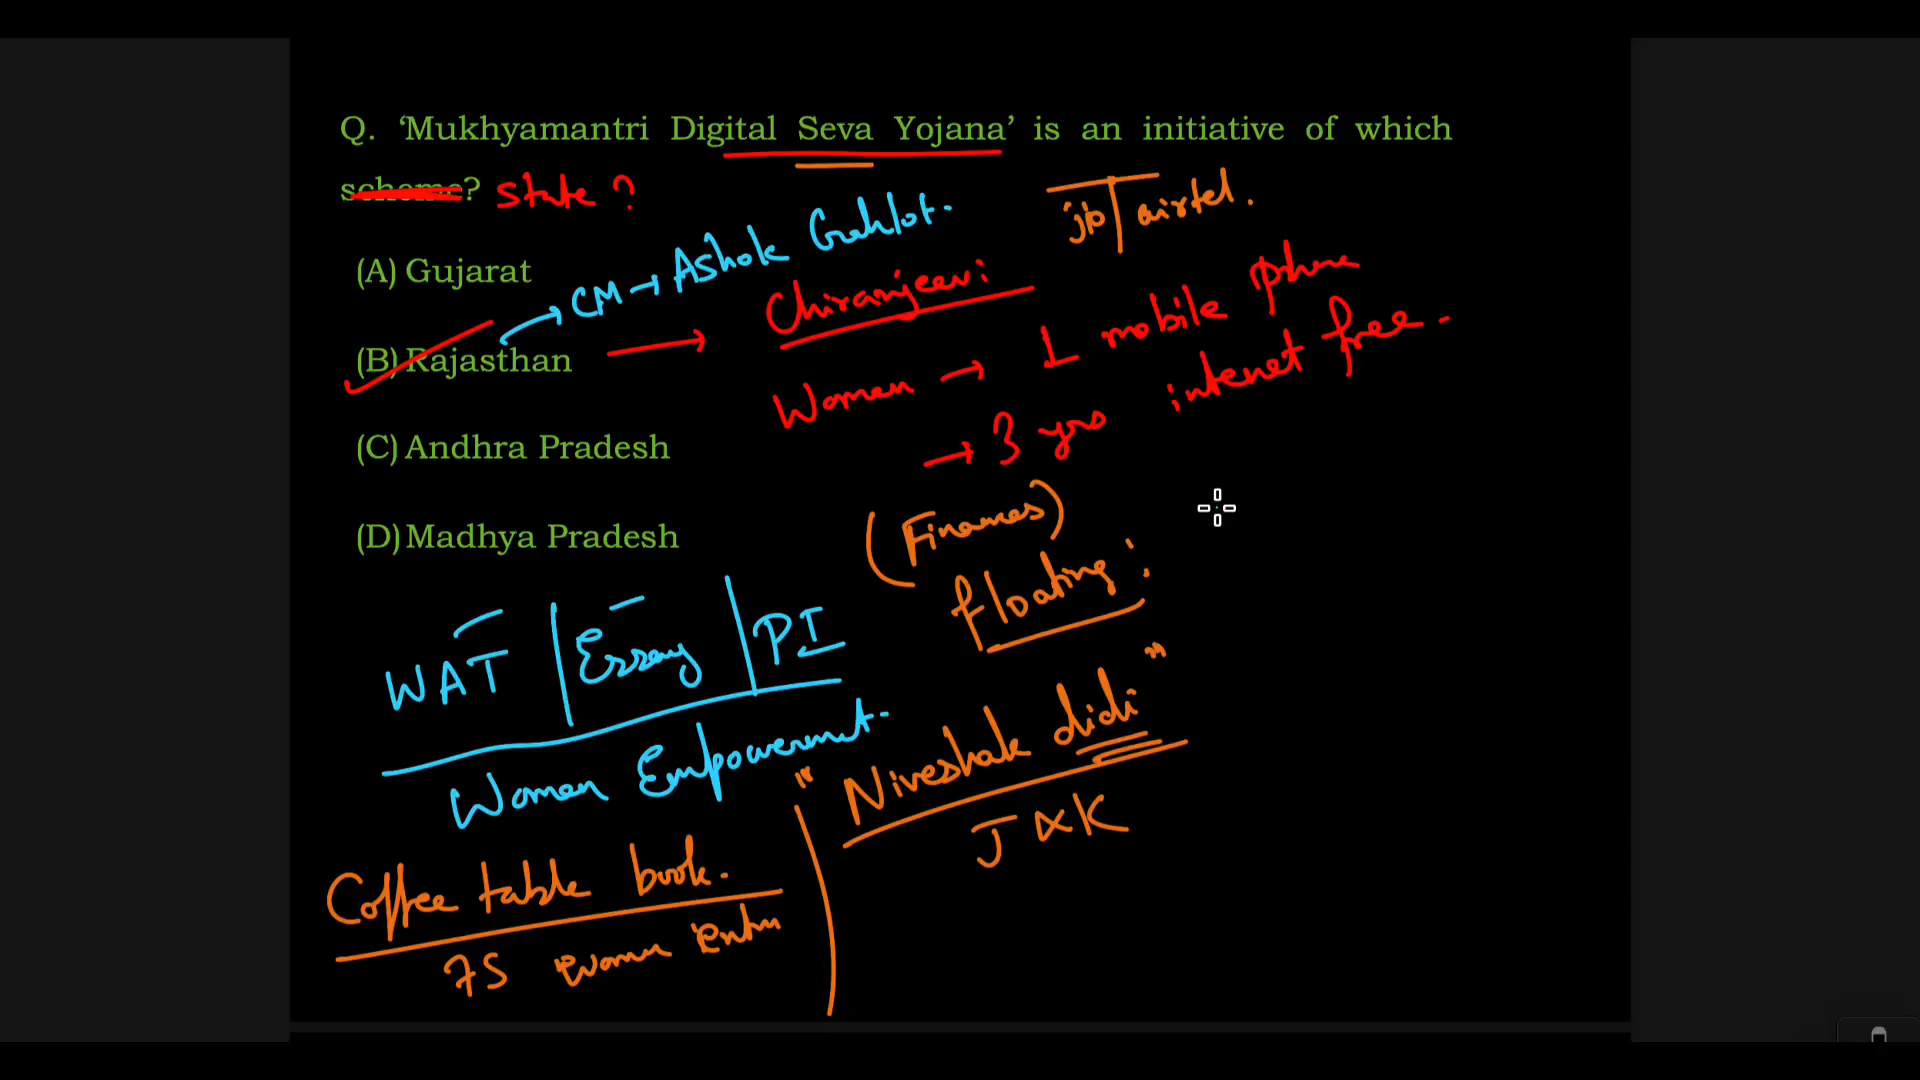 Q. ‘Mukhyamantri Digital Seva Yojana’ is an initiative of which
scheme? State ?
jio | airtel.
(A) Gujarat
CM → Ashok Gehlot.
(B) Rajasthan → Chiranjeevi
Women → 1 mobile phone
→ 3 yrs intenet free.
(C) Andhra Pradesh
(D) Madhya Pradesh
(Finances)
floating:
WAT | Essay | PI
Women Empowerment.
"Niveshak didi"
J&K
Coffee table book.
75 women